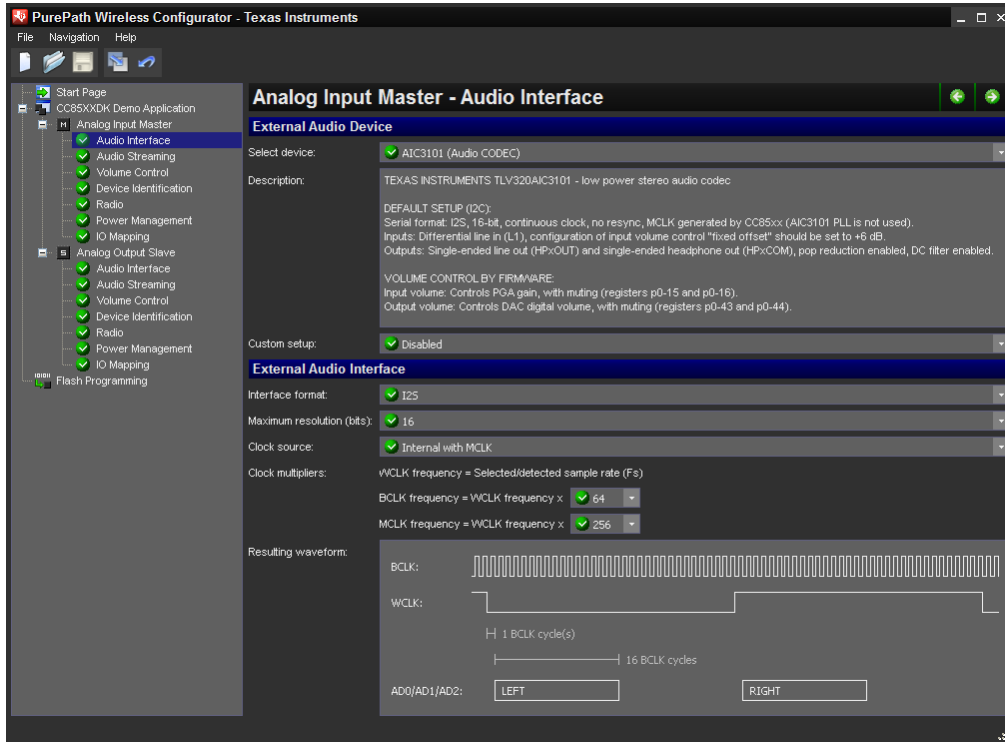 PurePath Wireless Configurator - Texas Instruments
File Navigation Help
Start Page
CC85XXDK Demo Application
M Analog Input Master
Audio Interface
Audio Streaming
Volume Control
Device Identification
Radio
Power Management
IO Mapping
S Analog Output Slave
Audio Interface
Audio Streaming
Volume Control
Device Identification
Radio
Power Management
IO Mapping
Flash Programming
Analog Input Master - Audio Interface
External Audio Device
Select device: AIC3101 (Audio CODEC)
Description: TEXAS INSTRUMENTS TLV320AIC3101 - low power stereo audio codec
DEFAULT SETUP (I2C):
Serial format: I2S, 16-bit, continuous clock, no resync, MCLK generated by CC85xx (AIC3101 PLL is not used).
Inputs: Differential line in (L1), configuration of input volume control "fixed offset" should be set to +6 dB.
Outputs: Single-ended line out (HPxOUT) and single-ended headphone out (HPxCOM), pop reduction enabled, DC filter enabled.
VOLUME CONTROL BY FIRMWARE:
Input volume: Controls PGA gain, with muting (registers p0-15 and p0-16).
Output volume: Controls DAC digital volume, with muting (registers p0-43 and p0-44).
Custom setup: Disabled
External Audio Interface
Interface format: I2S
Maximum resolution (bits): 16
Clock source: Internal with MCLK
Clock multipliers: WCLK frequency = Selected/detected sample rate (Fs)
BCLK frequency = WCLK frequency x 64
MCLK frequency = WCLK frequency x 256
Resulting waveform:
BCLK:
WCLK:
1 BCLK cycle(s)
16 BCLK cycles
AD0/AD1/AD2: LEFT RIGHT